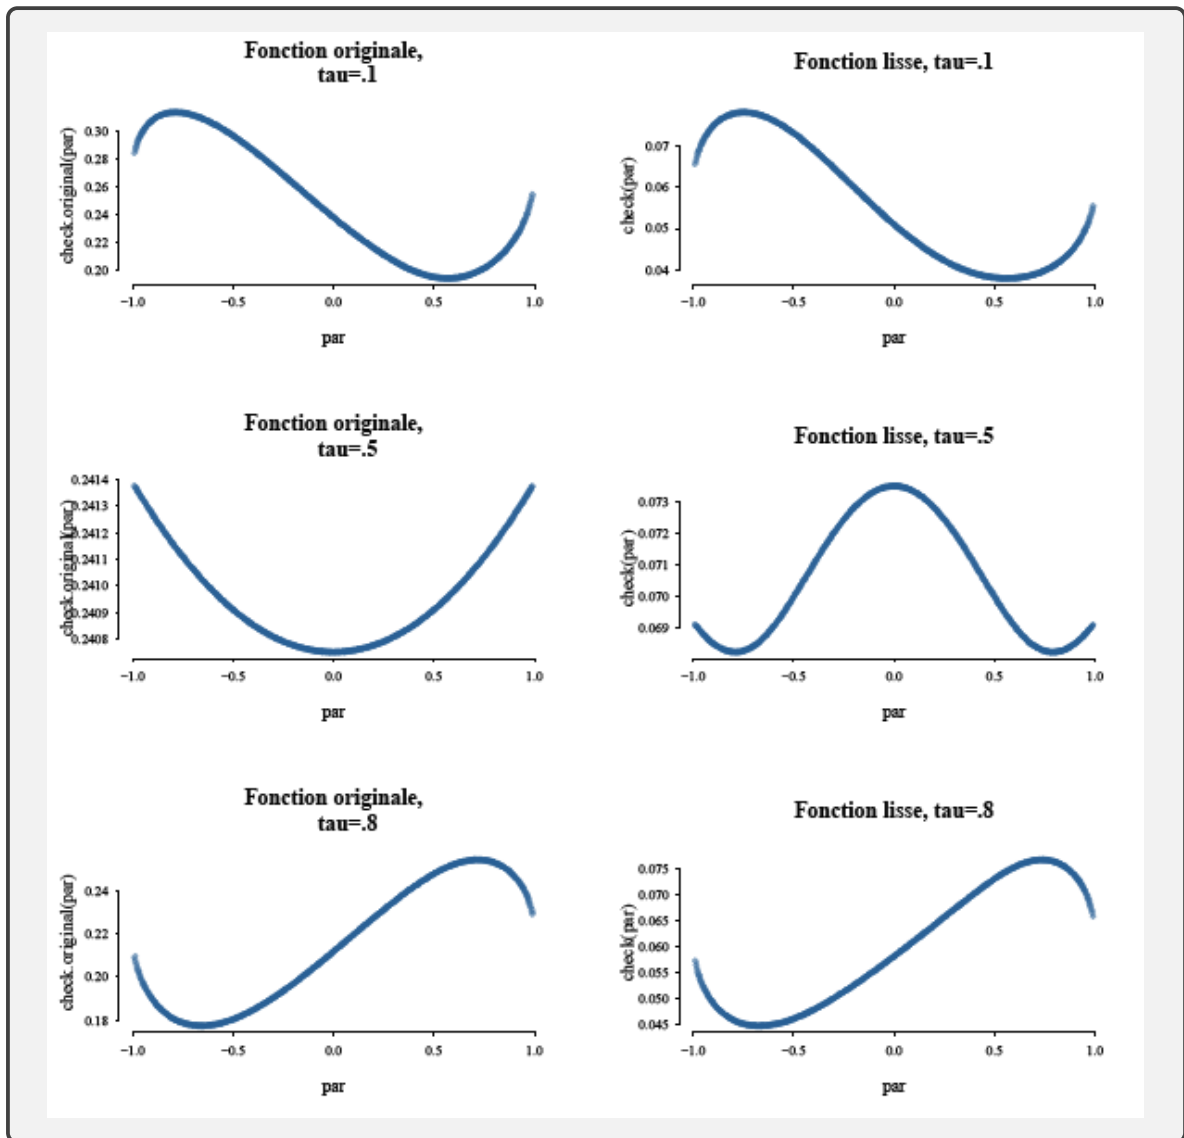 Fonction originale,
tau=.1
check.original(par)
0.30
0.28
0.26
0.24
0.22
0.20
−1.0 −0.5 0.0 0.5 1.0
par
Fonction lisse, tau=.1
check(par)
0.07
0.06
0.05
0.04
−1.0 −0.5 0.0 0.5 1.0
par
Fonction originale,
tau=.5
check.original(par)
0.2414
0.2413
0.2412
0.2411
0.2410
0.2409
0.2408
−1.0 −0.5 0.0 0.5 1.0
par
Fonction lisse, tau=.5
check(par)
0.073
0.072
0.071
0.070
0.069
−1.0 −0.5 0.0 0.5 1.0
par
Fonction originale,
tau=.8
check.original(par)
0.24
0.22
0.20
0.18
−1.0 −0.5 0.0 0.5 1.0
par
Fonction lisse, tau=.8
check(par)
0.075
0.070
0.065
0.060
0.055
0.050
0.045
−1.0 −0.5 0.0 0.5 1.0
par